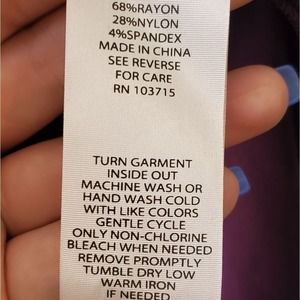 68%RAYON
28%NYLON
4%SPANDEX
MADE IN CHINA
SEE REVERSE
FOR CARE
RN 103715
TURN GARMENT
INSIDE OUT
MACHINE WASH OR
HAND WASH COLD
WITH LIKE COLORS
GENTLE CYCLE
ONLY NON-CHLORINE
BLEACH WHEN NEEDED
REMOVE PROMPTLY
TUMBLE DRY LOW
WARM IRON
IF NEEDED